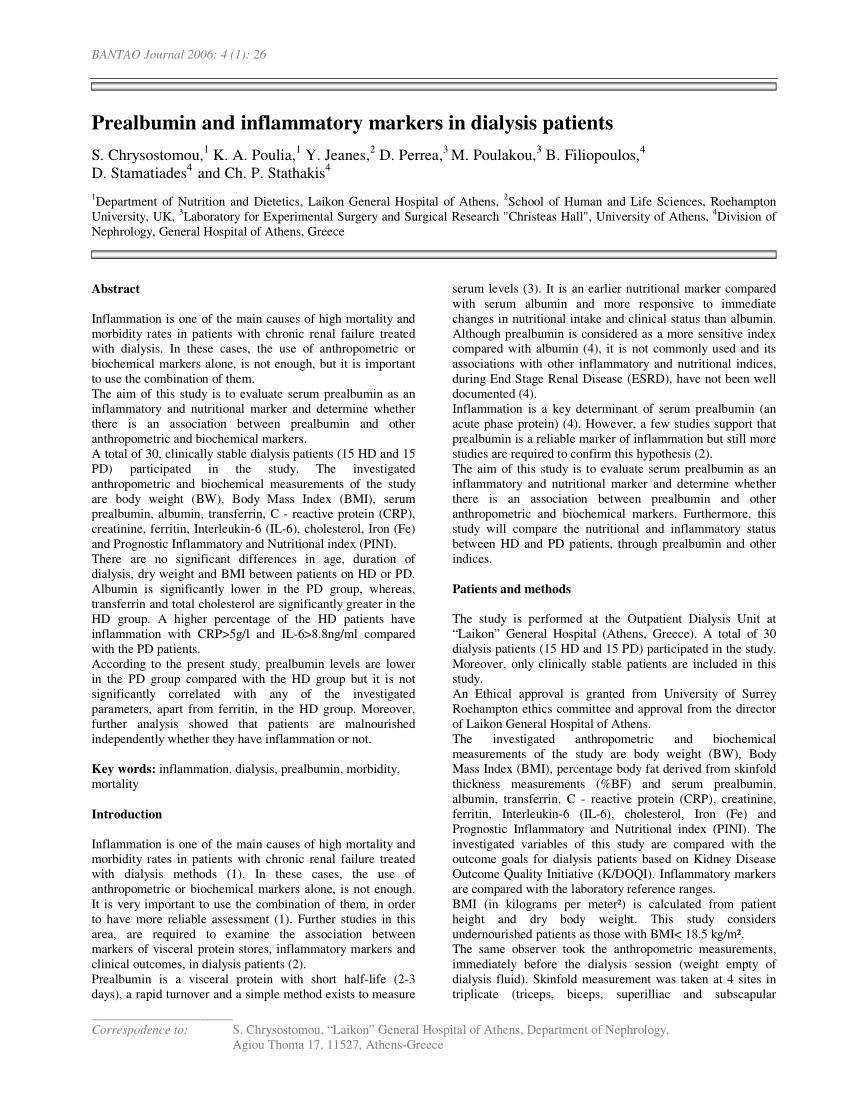 BANTAO Journal 2006: 4 (1): 26
Prealbumin and inflammatory markers in dialysis patients
S. Chrysostomou,¹ K. A. Poulia,¹ Y. Jeanes,² D. Perrea,³ M. Poulakou,³ B. Filiopoulos,⁴
D. Stamatiades⁴ and Ch. P. Stathakis⁴
¹Department of Nutrition and Dietetics, Laikon General Hospital of Athens, ²School of Human and Life Sciences, Roehampton
University, UK, ³Laboratory for Experimental Surgery and Surgical Research "Christeas Hall", University of Athens, ⁴Division of
Nephrology, General Hospital of Athens, Greece
Abstract
Inflammation is one of the main causes of high mortality and
morbidity rates in patients with chronic renal failure treated
with dialysis. In these cases, the use of anthropometric or
biochemical markers alone, is not enough, but it is important
to use the combination of them.
The aim of this study is to evaluate serum prealbumin as an
inflammatory and nutritional marker and determine whether
there is an association between prealbumin and other
anthropometric and biochemical markers.
A total of 30, clinically stable dialysis patients (15 HD and 15
PD) participated in the study. The investigated
anthropometric and biochemical measurements of the study
are body weight (BW), Body Mass Index (BMI), serum
prealbumin, albumin, transferrin, C - reactive protein (CRP),
creatinine, ferritin, Interleukin-6 (IL-6), cholesterol, Iron (Fe)
and Prognostic Inflammatory and Nutritional index (PINI).
There are no significant differences in age, duration of
dialysis, dry weight and BMI between patients on HD or PD.
Albumin is significantly lower in the PD group, whereas,
transferrin and total cholesterol are significantly greater in the
HD group. A higher percentage of the HD patients have
inflammation with CRP>5g/l and IL-6>8.8ng/ml compared
with the PD patients.
According to the present study, prealbumin levels are lower
in the PD group compared with the HD group but it is not
significantly correlated with any of the investigated
parameters, apart from ferritin, in the HD group. Moreover,
further analysis showed that patients are malnourished
independently whether they have inflammation or not.
Key words: inflammation, dialysis, prealbumin, morbidity,
mortality
Introduction
Inflammation is one of the main causes of high mortality and
morbidity rates in patients with chronic renal failure treated
with dialysis methods (1). In these cases, the use of
anthropometric or biochemical markers alone, is not enough.
It is very important to use the combination of them, in order
to have more reliable assessment (1). Further studies in this
area, are required to examine the association between
markers of visceral protein stores, inflammatory markers and
clinical outcomes, in dialysis patients (2).
Prealbumin is a visceral protein with short half-life (2-3
days), a rapid turnover and a simple method exists to measure
serum levels (3). It is an earlier nutritional marker compared
with serum albumin and more responsive to immediate
changes in nutritional intake and clinical status than albumin.
Although prealbumin is considered as a more sensitive index
compared with albumin (4), it is not commonly used and its
associations with other inflammatory and nutritional indices,
during End Stage Renal Disease (ESRD), have not been well
documented (4).
Inflammation is a key determinant of serum prealbumin (an
acute phase protein) (4). However, a few studies support that
prealbumin is a reliable marker of inflammation but still more
studies are required to confirm this hypothesis (2).
The aim of this study is to evaluate serum prealbumin as an
inflammatory and nutritional marker and determine whether
there is an association between prealbumin and other
anthropometric and biochemical markers. Furthermore, this
study will compare the nutritional and inflammatory status
between HD and PD patients, through prealbumin and other
indices.
Patients and methods
The study is performed at the Outpatient Dialysis Unit at
“Laikon” General Hospital (Athens, Greece). A total of 30
dialysis patients (15 HD and 15 PD) participated in the study.
Moreover, only clinically stable patients are included in this
study.
An Ethical approval is granted from University of Surrey
Roehampton ethics committee and approval from the director
of Laikon General Hospital of Athens.
The investigated anthropometric and biochemical
measurements of the study are body weight (BW), Body
Mass Index (BMI), percentage body fat derived from skinfold
thickness measurements (%BF) and serum prealbumin,
albumin, transferrin, C - reactive protein (CRP), creatinine,
ferritin, Interleukin-6 (IL-6), cholesterol, Iron (Fe) and
Prognostic Inflammatory and Nutritional index (PINI). The
investigated variables of this study are compared with the
outcome goals for dialysis patients based on Kidney Disease
Outcome Quality Initiative (K/DOQI). Inflammatory markers
are compared with the laboratory reference ranges.
BMI (in kilograms per meter²) is calculated from patient
height and dry body weight. This study considers
undernourished patients as those with BMI< 18.5 kg/m².
The same observer took the anthropometric measurements,
immediately before the dialysis session (weight empty of
dialysis fluid). Skinfold measurement was taken at 4 sites in
triplicate (triceps, biceps, superilliac and subscapular
Correspodence to: S. Chrysostomou, “Laikon” General Hospital of Athens, Department of Nephrology,
Agiou Thoma 17, 11527, Athens-Greece